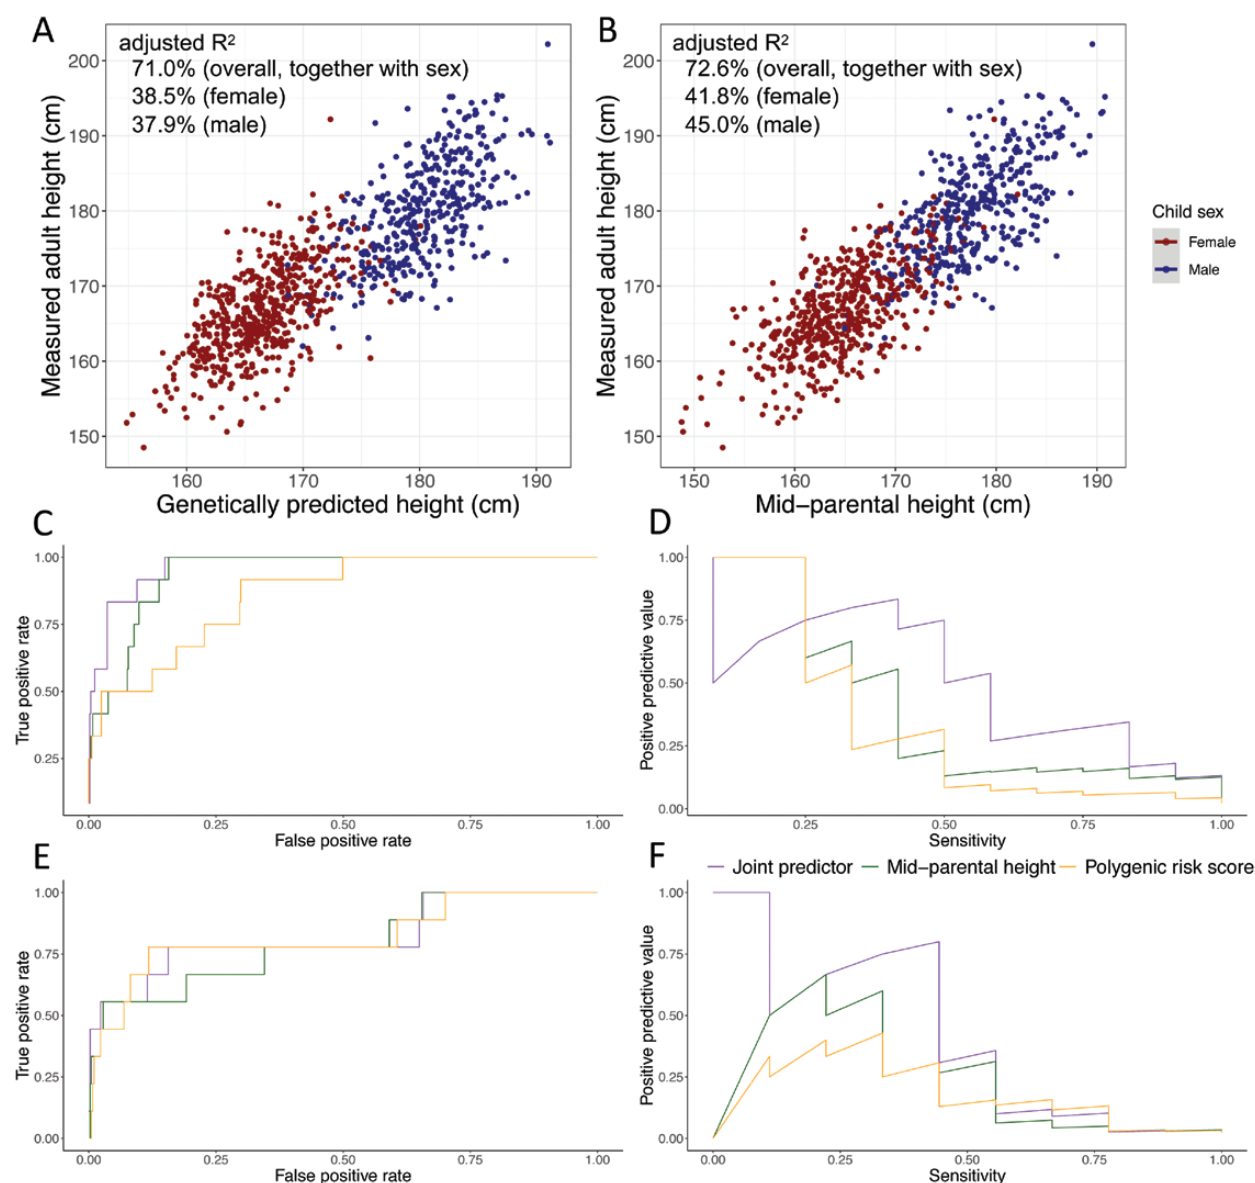 A
adjusted R²
71.0% (overall, together with sex)
38.5% (female)
37.9% (male)
Measured adult height (cm)
200
190
180
170
160
150
160 170 180 190
Genetically predicted height (cm)
B
adjusted R²
72.6% (overall, together with sex)
41.8% (female)
45.0% (male)
Measured adult height (cm)
200
190
180
170
160
150
150 160 170 180 190
Mid−parental height (cm)
Child sex
Female
Male
C
True positive rate
1.00
0.75
0.50
0.25
0.00 0.25 0.50 0.75 1.00
False positive rate
D
Positive predictive value
1.00
0.75
0.50
0.25
0.00
0.25 0.50 0.75 1.00
Sensitivity
E
True positive rate
1.00
0.75
0.50
0.25
0.00
0.00 0.25 0.50 0.75 1.00
False positive rate
F
Joint predictor Mid−parental height Polygenic risk score
Positive predictive value
1.00
0.75
0.50
0.25
0.00
0.00 0.25 0.50 0.75 1.00
Sensitivity